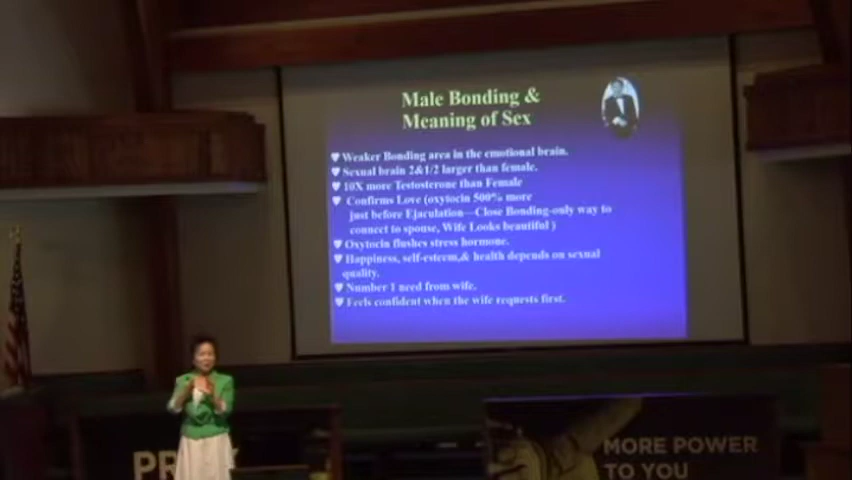 Male Bonding &
Meaning of Sex
Weaker Bonding area in the emotional brain.
Sexual brain 2&1/2 larger than female.
10X more Testosterone than Female
Confirms Love (oxytocin 500% more
just before Ejaculation—Close Bonding-only way to
connect to spouse, Wife Looks beautiful )
Oxytocin flushes stress hormone.
Happiness, self-esteem,& health depends on sexual
quality.
Number 1 need from wife.
Feels confident when the wife requests first.
MORE POWER
TO YOU